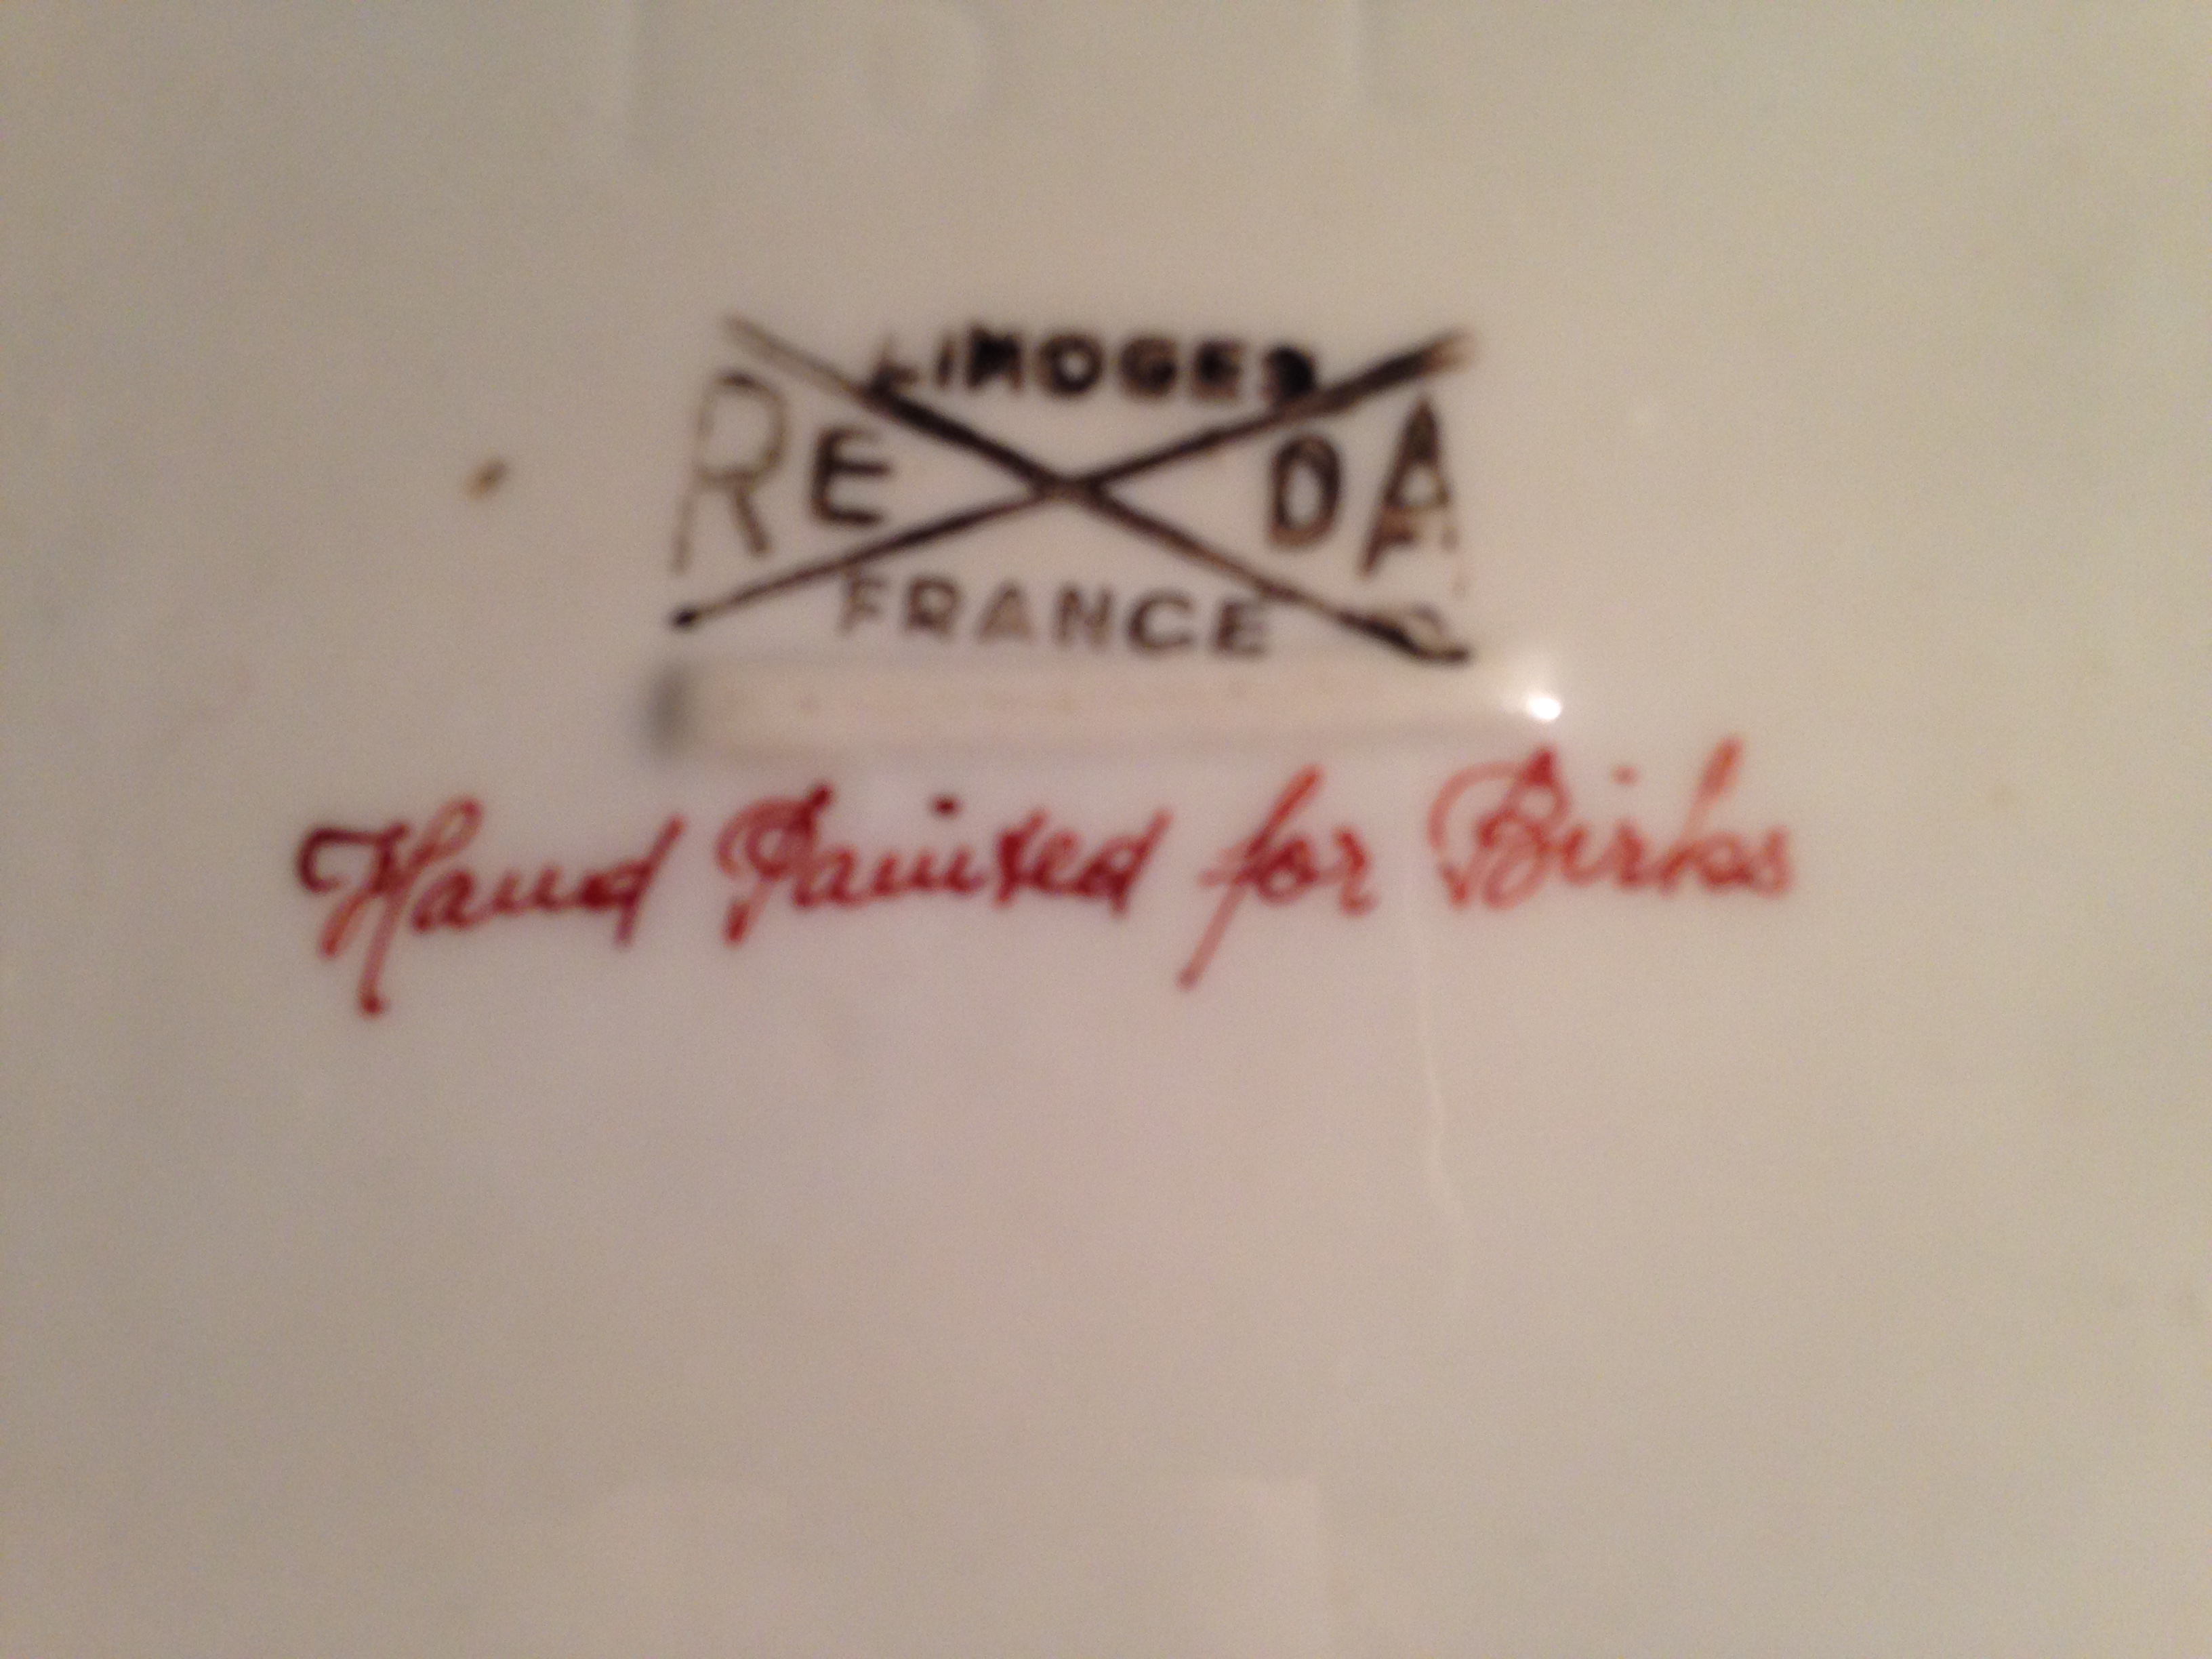 LIMOGES
RE DA
FRANCE
Hand Painted for Birks